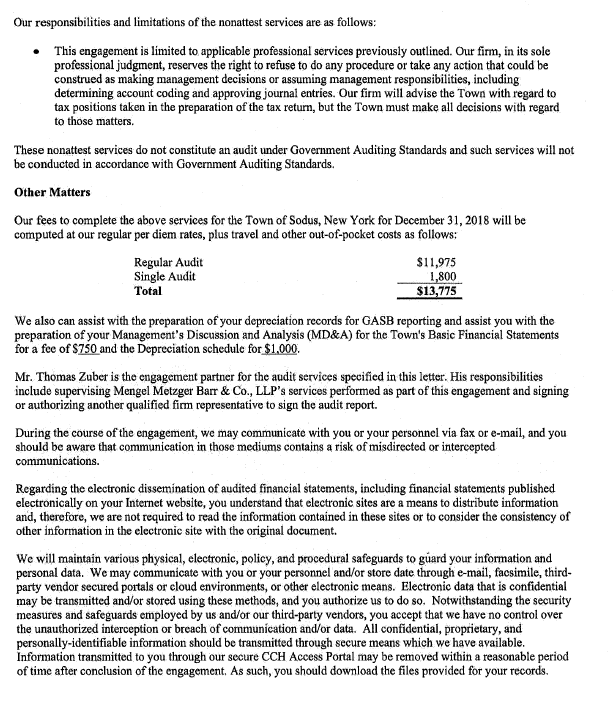 Our responsibilities and limitations of the nonattest services are as follows:
• This engagement is limited to applicable professional services previously outlined. Our firm, in its sole
professional judgment, reserves the right to refuse to do any procedure or take any action that could be
construed as making management decisions or assuming management responsibilities, including
determining account coding and approving journal entries. Our firm will advise the Town with regard to
tax positions taken in the preparation of the tax return, but the Town must make all decisions with regard
to those matters.
These nonattest services do not constitute an audit under Government Auditing Standards and such services will not
be conducted in accordance with Government Auditing Standards.
Other Matters
Our fees to complete the above services for the Town of Sodus, New York for December 31, 2018 will be
computed at our regular per diem rates, plus travel and other out-of-pocket costs as follows:
Regular Audit $11,975
Single Audit 1,800
Total $13,775
We also can assist with the preparation of your depreciation records for GASB reporting and assist you with the
preparation of your Management's Discussion and Analysis (MD&A) for the Town's Basic Financial Statements
for a fee of $750 and the Depreciation schedule for $1,000.
Mr. Thomas Zuber is the engagement partner for the audit services specified in this letter. His responsibilities
include supervising Mengel Metzger Barr & Co., LLP's services performed as part of this engagement and signing
or authorizing another qualified firm representative to sign the audit report.
During the course of the engagement, we may communicate with you or your personnel via fax or e-mail, and you
should be aware that communication in those mediums contains a risk of misdirected or intercepted
communications.
Regarding the electronic dissemination of audited financial statements, including financial statements published
electronically on your Internet website, you understand that electronic sites are a means to distribute information
and, therefore, we are not required to read the information contained in these sites or to consider the consistency of
other information in the electronic site with the original document.
We will maintain various physical, electronic, policy, and procedural safeguards to guard your information and
personal data. We may communicate with you or your personnel and/or store date through e-mail, facsimile, third-
party vendor secured portals or cloud environments, or other electronic means. Electronic data that is confidential
may be transmitted and/or stored using these methods, and you authorize us to do so. Notwithstanding the security
measures and safeguards employed by us and/or our third-party vendors, you accept that we have no control over
the unauthorized interception or breach of communication and/or data. All confidential, proprietary, and
personally-identifiable information should be transmitted through secure means which we have available.
Information transmitted to you through our secure CCH Access Portal may be removed within a reasonable period
of time after conclusion of the engagement. As such, you should download the files provided for your records.